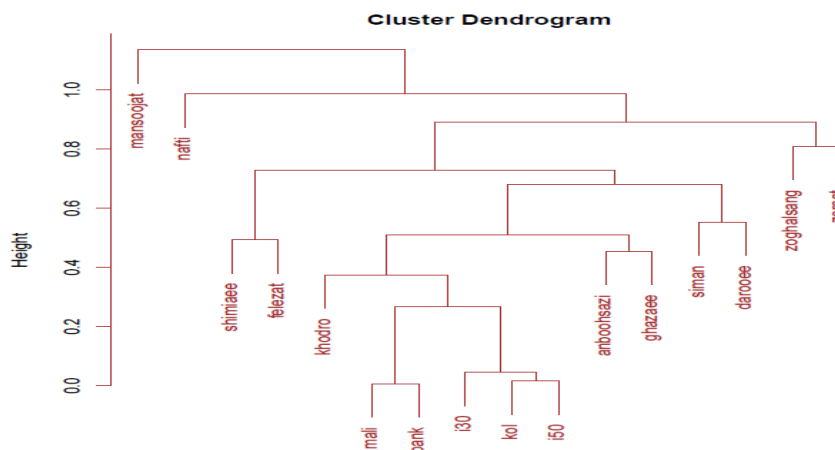 Cluster Dendrogram
Height
1.0
0.8
0.6
0.4
0.2
0.0
mansoojat
nafti
shimiaee
felezat
khodro
mali
i30
kol
i50
anboohsazi
ghazaee
siman
darooee
zoghalsang